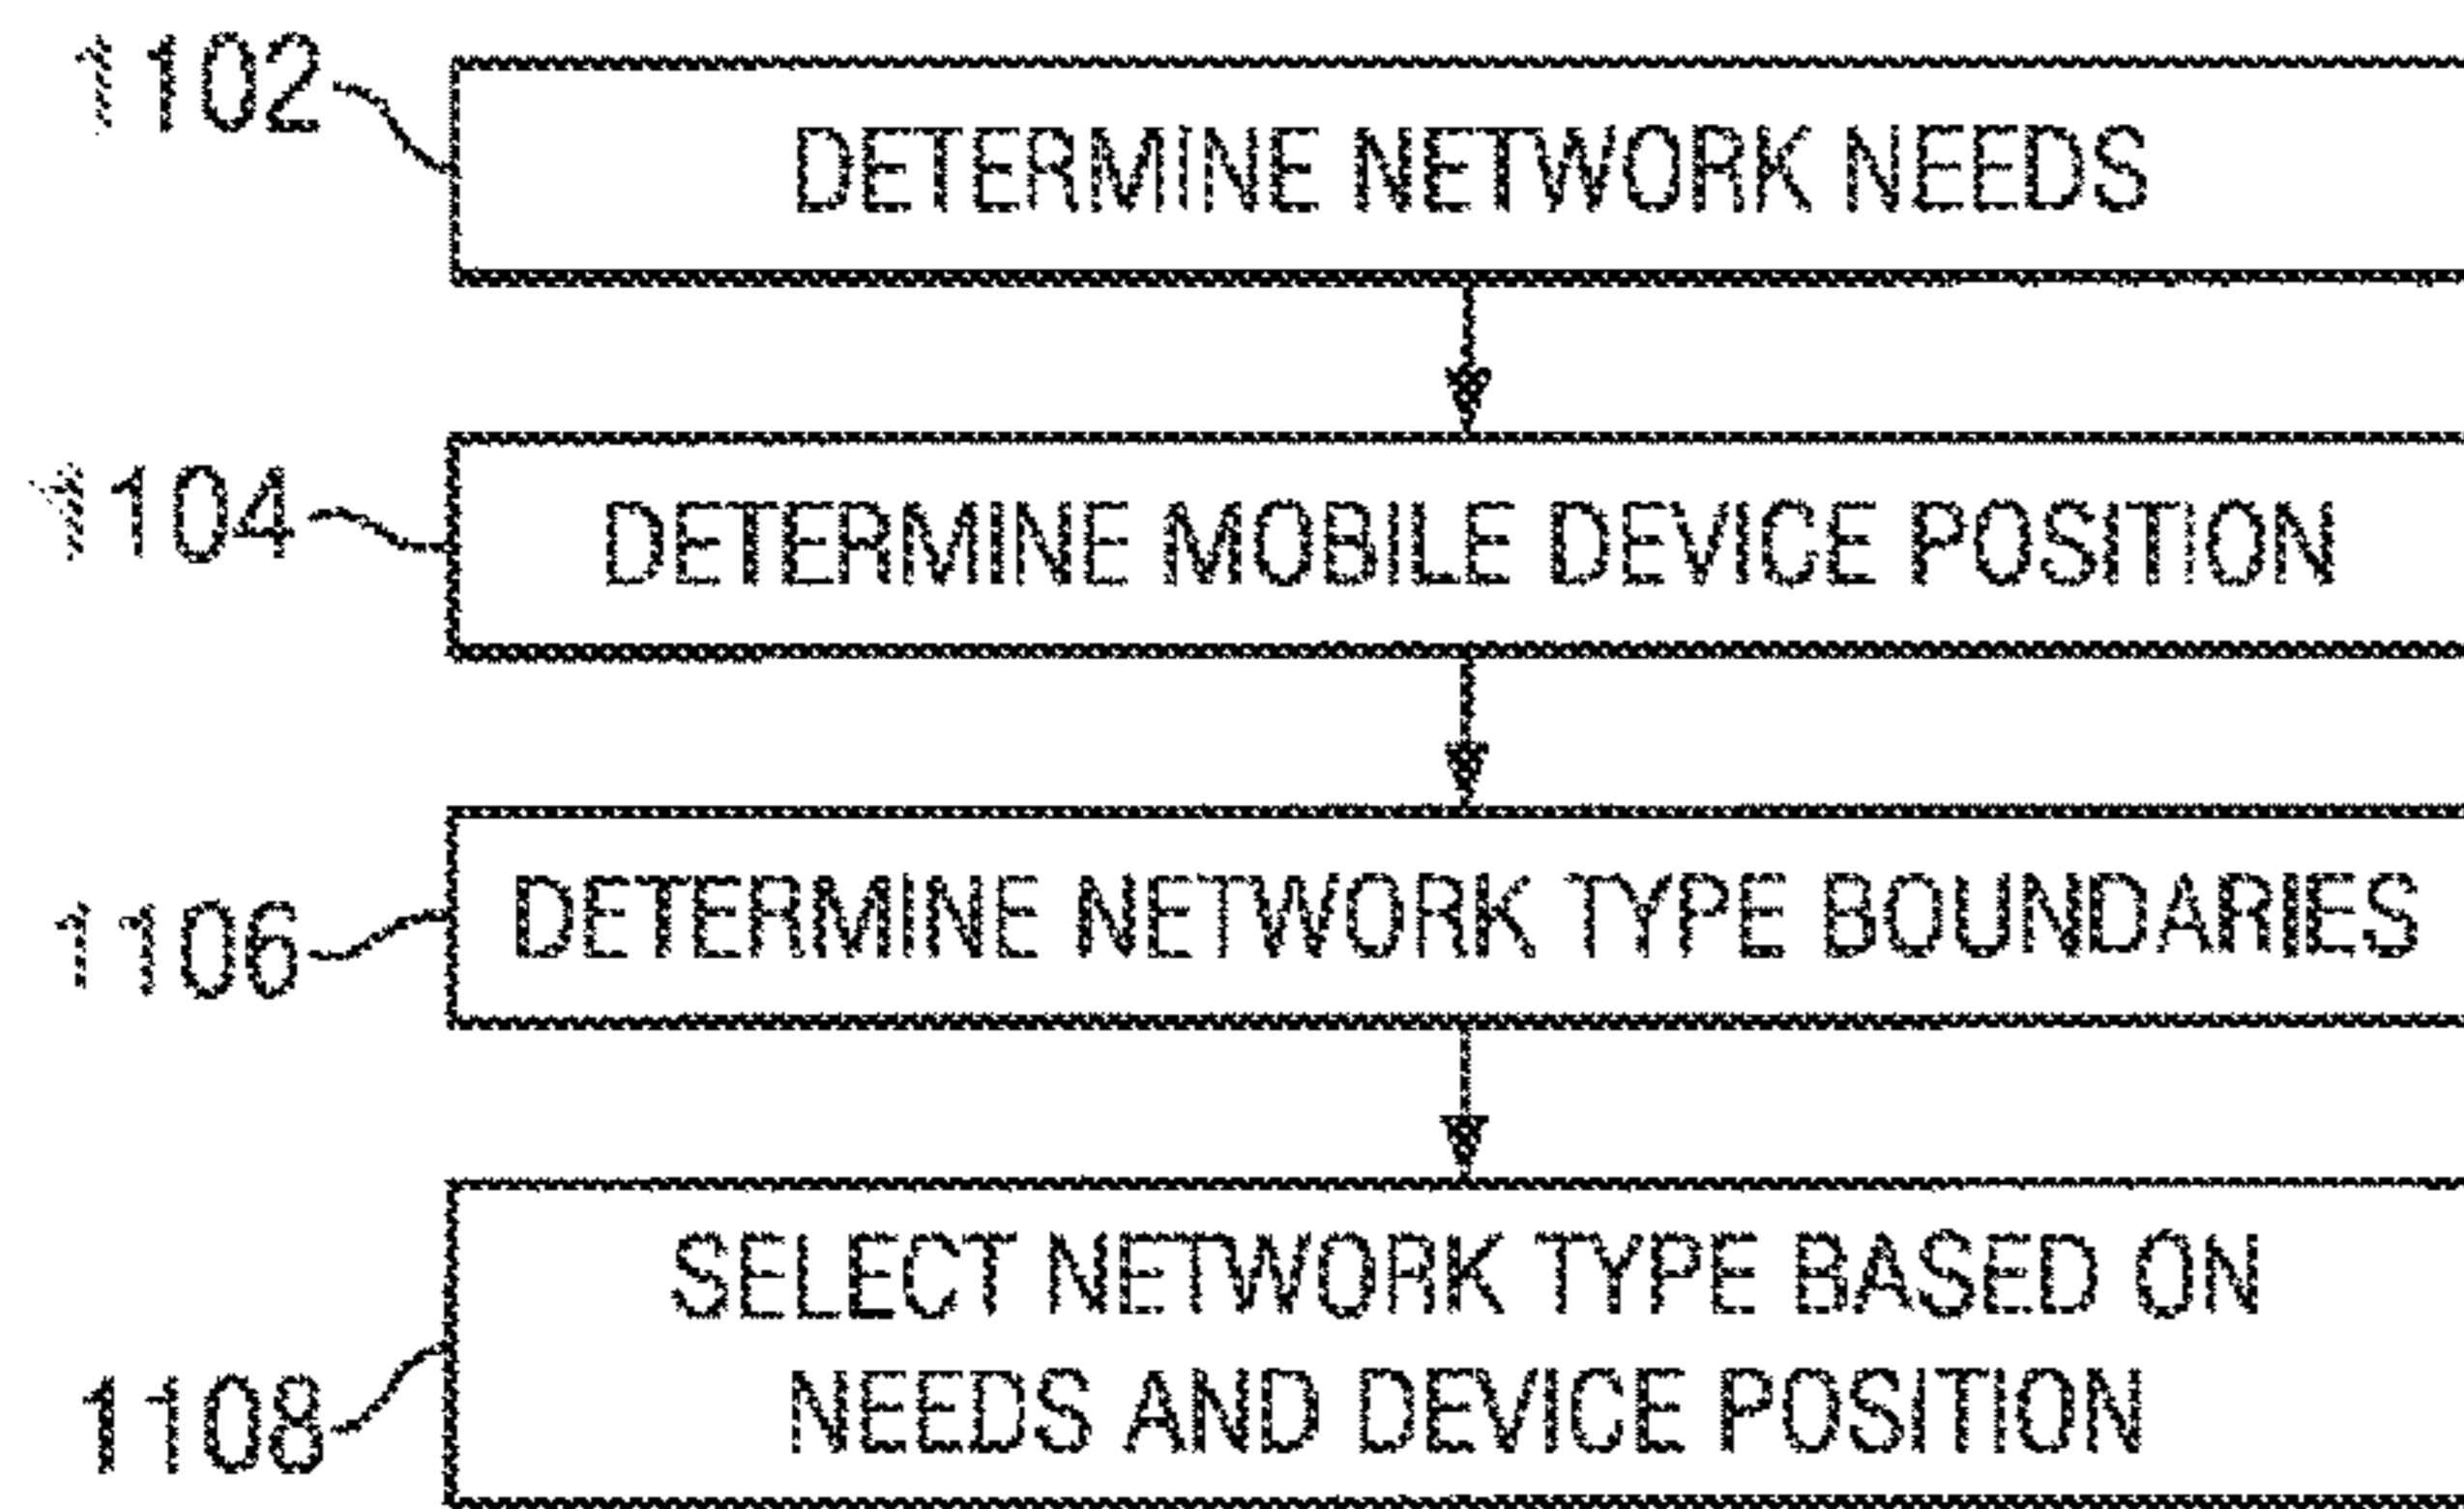 1102
DETERMINE NETWORK NEEDS
1104
DETERMINE MOBILE DEVICE POSITION
1106
DETERMINE NETWORK TYPE BOUNDARIES
1108
SELECT NETWORK TYPE BASED ON
NEEDS AND DEVICE POSITION